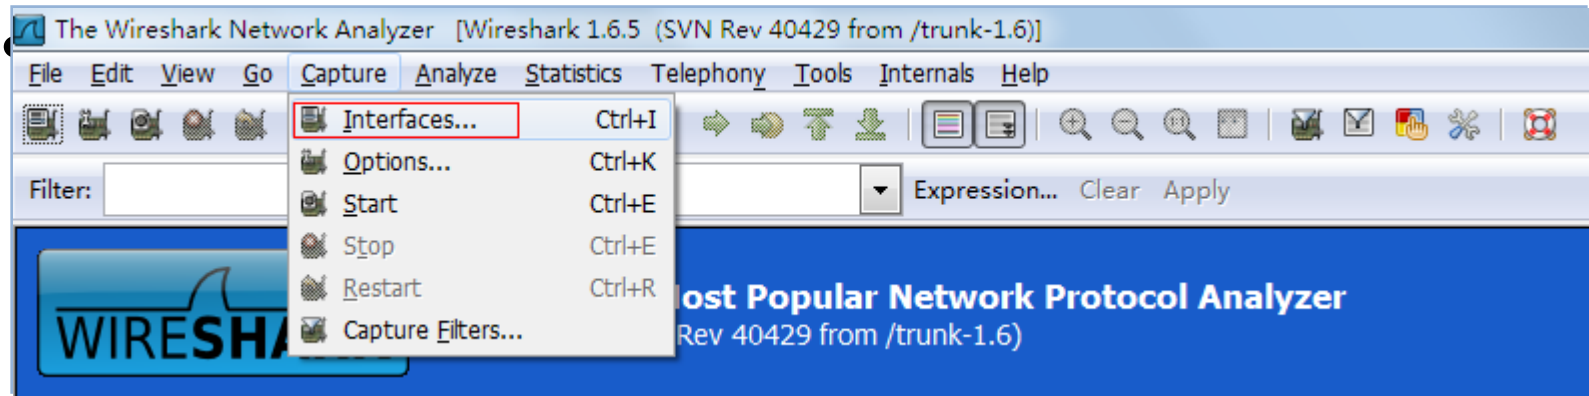 The Wireshark Network Analyzer [Wireshark 1.6.5 (SVN Rev 40429 from /trunk-1.6)]
File Edit View Go Capture Analyze Statistics Telephony Tools Internals Help
Interfaces... Ctrl+I
Options... Ctrl+K
Filter: Expression... Clear Apply
Start Ctrl+E
Stop Ctrl+E
Restart Ctrl+R
ost Popular Network Protocol Analyzer
Capture Filters...
Rev 40429 from /trunk-1.6)
WIRESHA